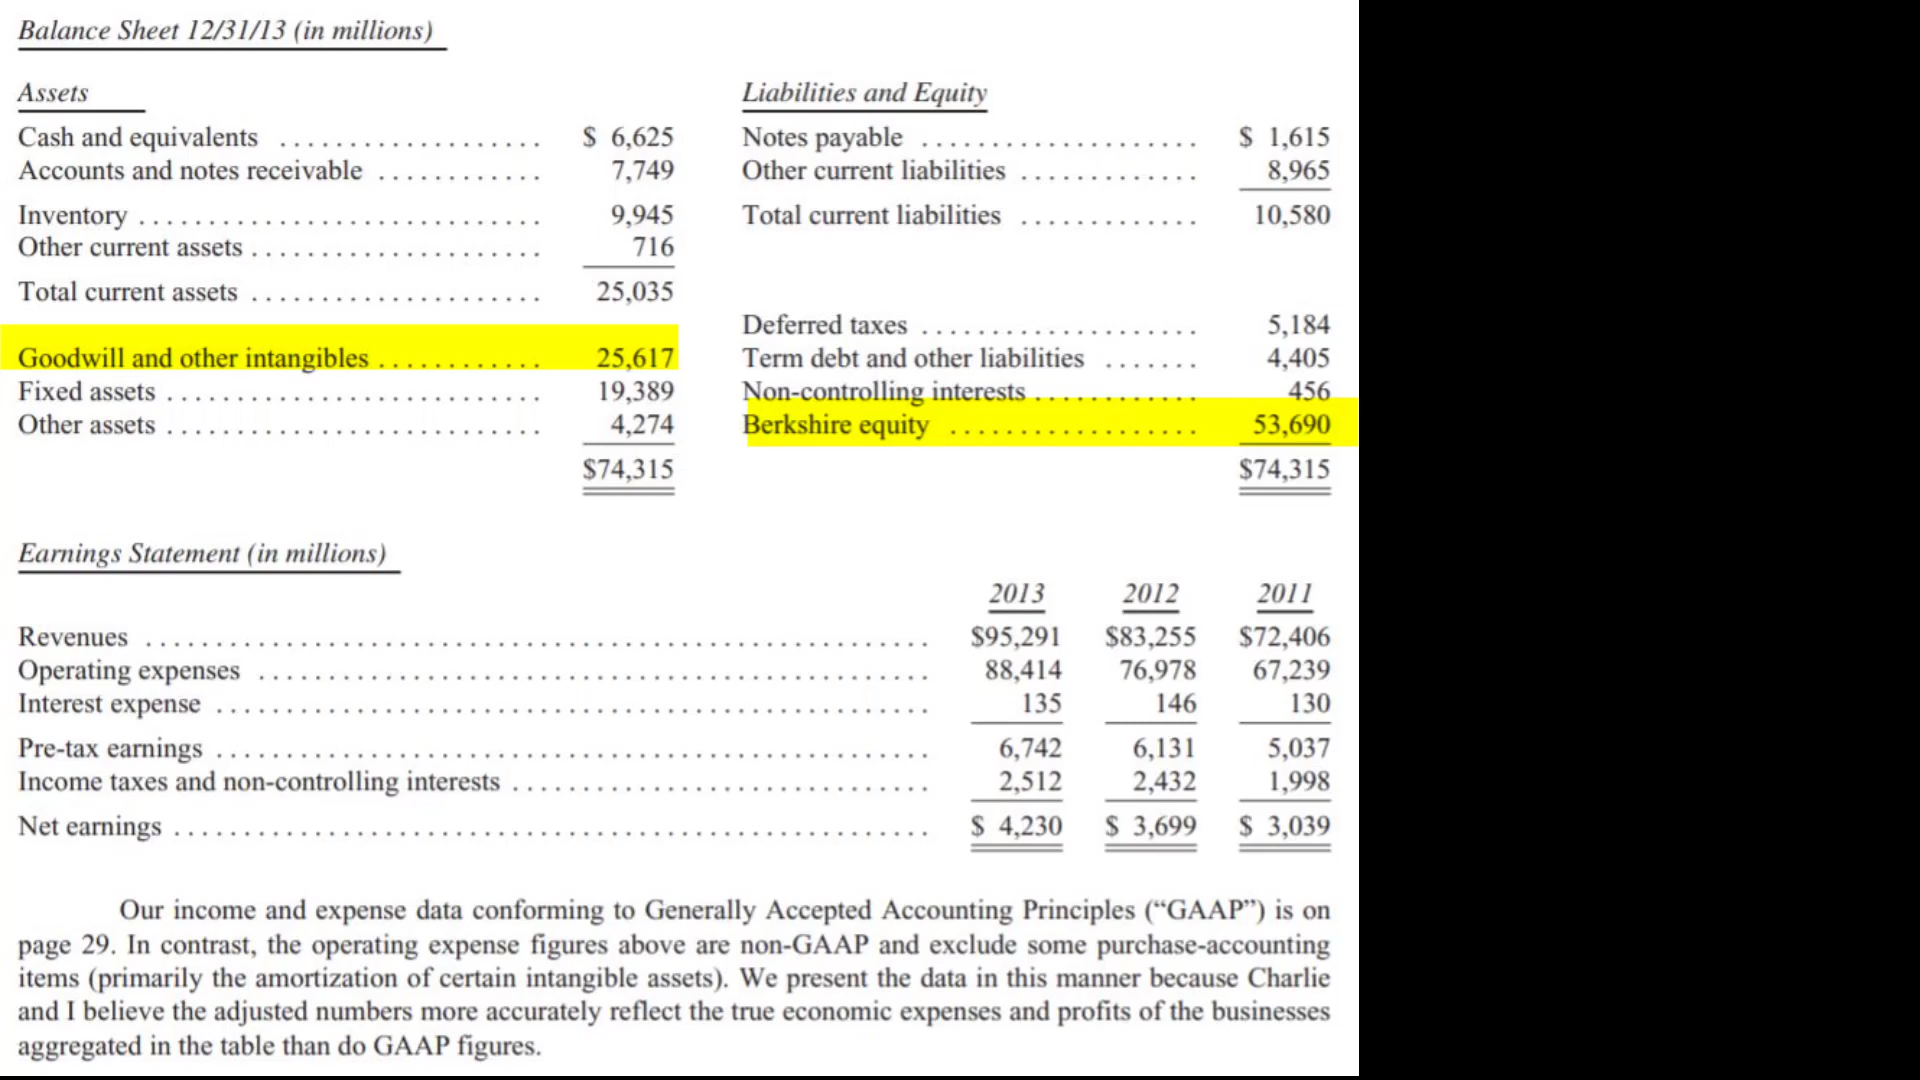 Balance Sheet 12/31/13 (in millions)
Assets Liabilities and Equity
Cash and equivalents ................... $ 6,625 Notes payable .................... $ 1,615
Accounts and notes receivable ............ 7,749 Other current liabilities ............. 8,965
Inventory ............................. 9,945 Total current liabilities ............. 10,580
Other current assets ..................... 716
Total current assets ..................... 25,035
Deferred taxes .................... 5,184
Goodwill and other intangibles ............ 25,617 Term debt and other liabilities ....... 4,405
Fixed assets ........................... 19,389 Non-controlling interests ............ 456
Other assets ........................... 4,274 Berkshire equity .................. 53,690
$74,315 $74,315
Earnings Statement (in millions)
2013 2012 2011
Revenues ........................................................ $95,291 $83,255 $72,406
Operating expenses ................................................ 88,414 76,978 67,239
Interest expense ................................................... 135 146 130
Pre-tax earnings ................................................... 6,742 6,131 5,037
Income taxes and non-controlling interests .............................. 2,512 2,432 1,998
Net earnings ...................................................... $ 4,230 $ 3,699 $ 3,039
Our income and expense data conforming to Generally Accepted Accounting Principles (“GAAP”) is on
page 29. In contrast, the operating expense figures above are non-GAAP and exclude some purchase-accounting
items (primarily the amortization of certain intangible assets). We present the data in this manner because Charlie
and I believe the adjusted numbers more accurately reflect the true economic expenses and profits of the businesses
aggregated in the table than do GAAP figures.